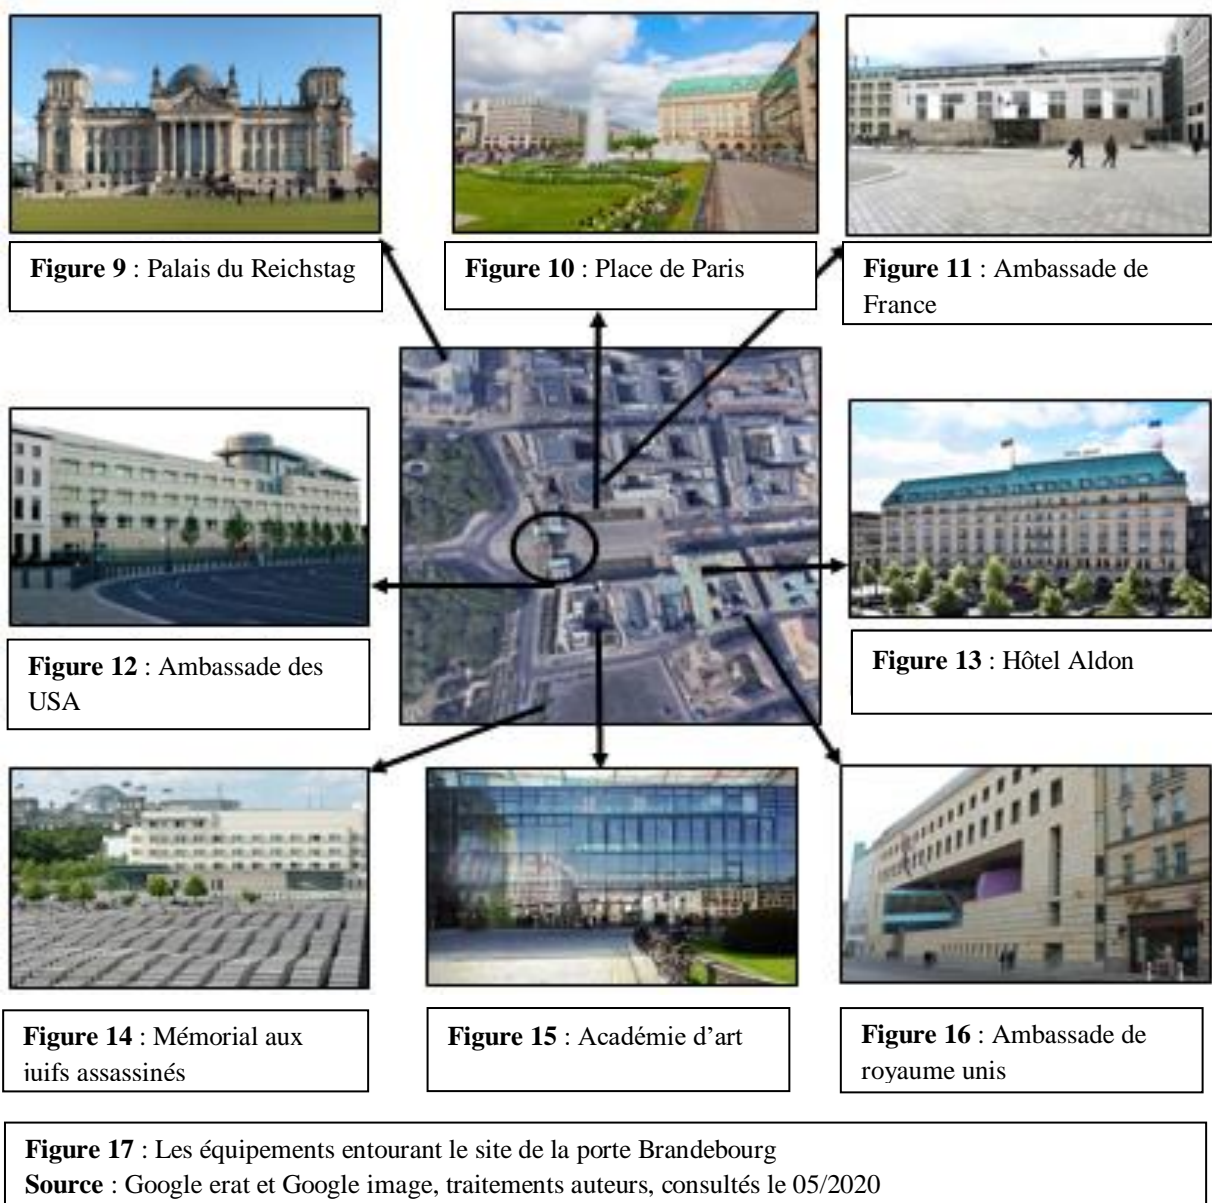 Figure 9 : Palais du Reichstag
Figure 10 : Place de Paris
Figure 11 : Ambassade de
France
Figure 12 : Ambassade des
USA
Figure 13 : Hôtel Aldon
Figure 14 : Mémorial aux
juifs assassinés
Figure 15 : Académie d’art
Figure 16 : Ambassade de
royaume unis
Figure 17 : Les équipements entourant le site de la porte Brandebourg
Source : Google erat et Google image, traitements auteurs, consultés le 05/2020